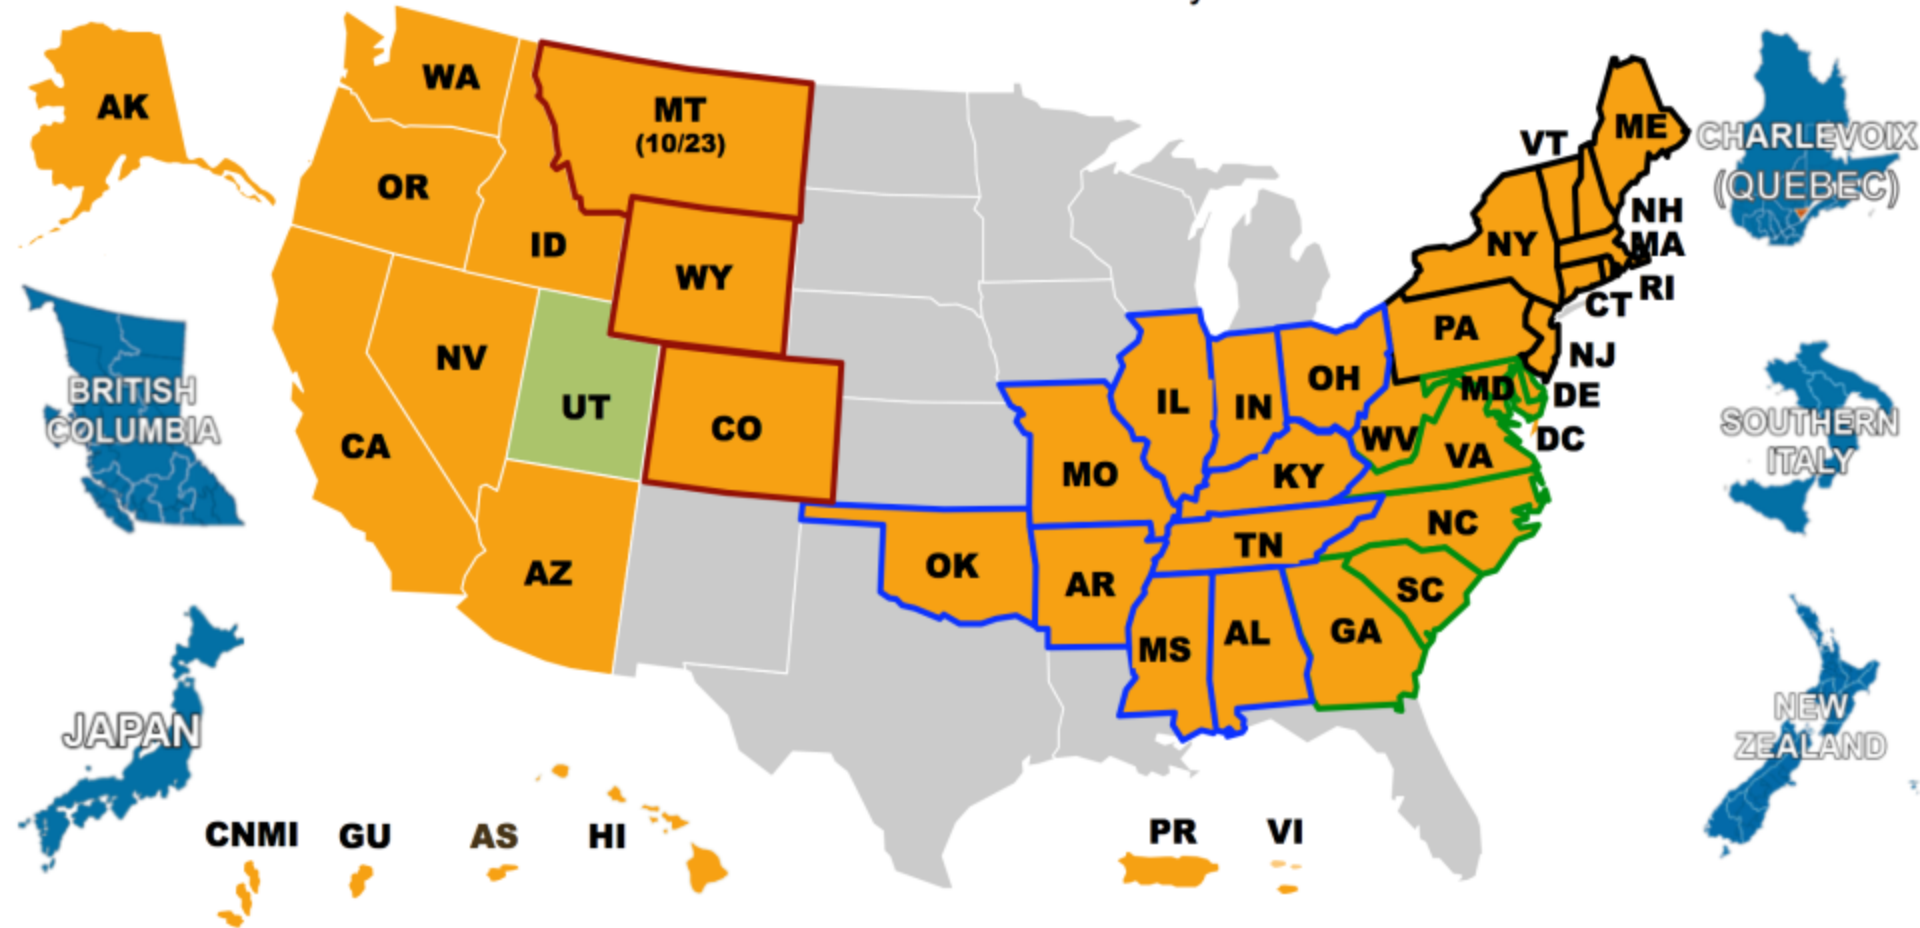 AK
WA
MT
(10/23)
OR
ID
WY
NV
UT
CO
CA
AZ
OK
MO
AR
IL
IN
OH
KY
TN
MS
AL
GA
SC
NC
VA
WV
MD
DE
DC
PA
NJ
NY
CT
RI
MA
NH
VT
ME
BRITISH
COLUMBIA
JAPAN
CNMI
GU
AS
HI
PR
VI
CHARLEVOIX
(QUEBEC)
SOUTHERN
ITALY
NEW
ZEALAND